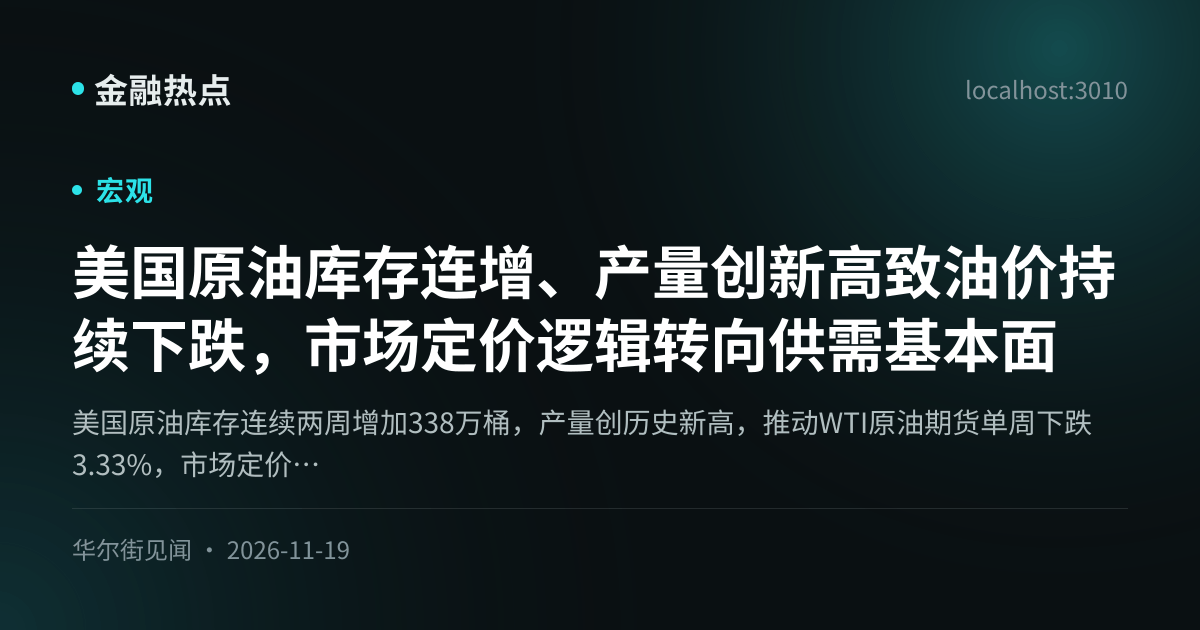 金融热点
localhost:3010
宏观
美国原油库存连增、产量创新高致油价持
续下跌，市场定价逻辑转向供需基本面
美国原油库存连续两周增加338万桶，产量创历史新高，推动WTI原油期货单周下跌
3.33%，市场定价…
华尔街见闻 • 2026-11-19